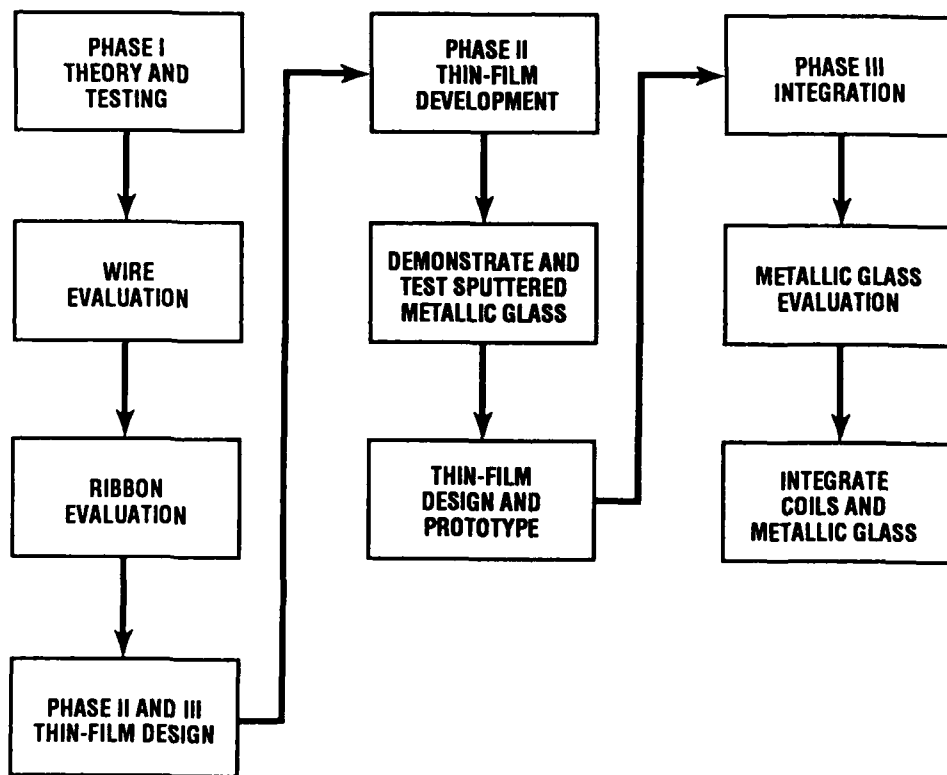 PHASE I
THEORY AND
TESTING
WIRE
EVALUATION
RIBBON
EVALUATION
PHASE II AND III
THIN-FILM DESIGN
PHASE II
THIN-FILM
DEVELOPMENT
DEMONSTRATE AND
TEST SPUTTERED
METALLIC GLASS
THIN-FILM
DESIGN AND
PROTOTYPE
PHASE III
INTEGRATION
METALLIC GLASS
EVALUATION
INTEGRATE
COILS AND
METALLIC GLASS